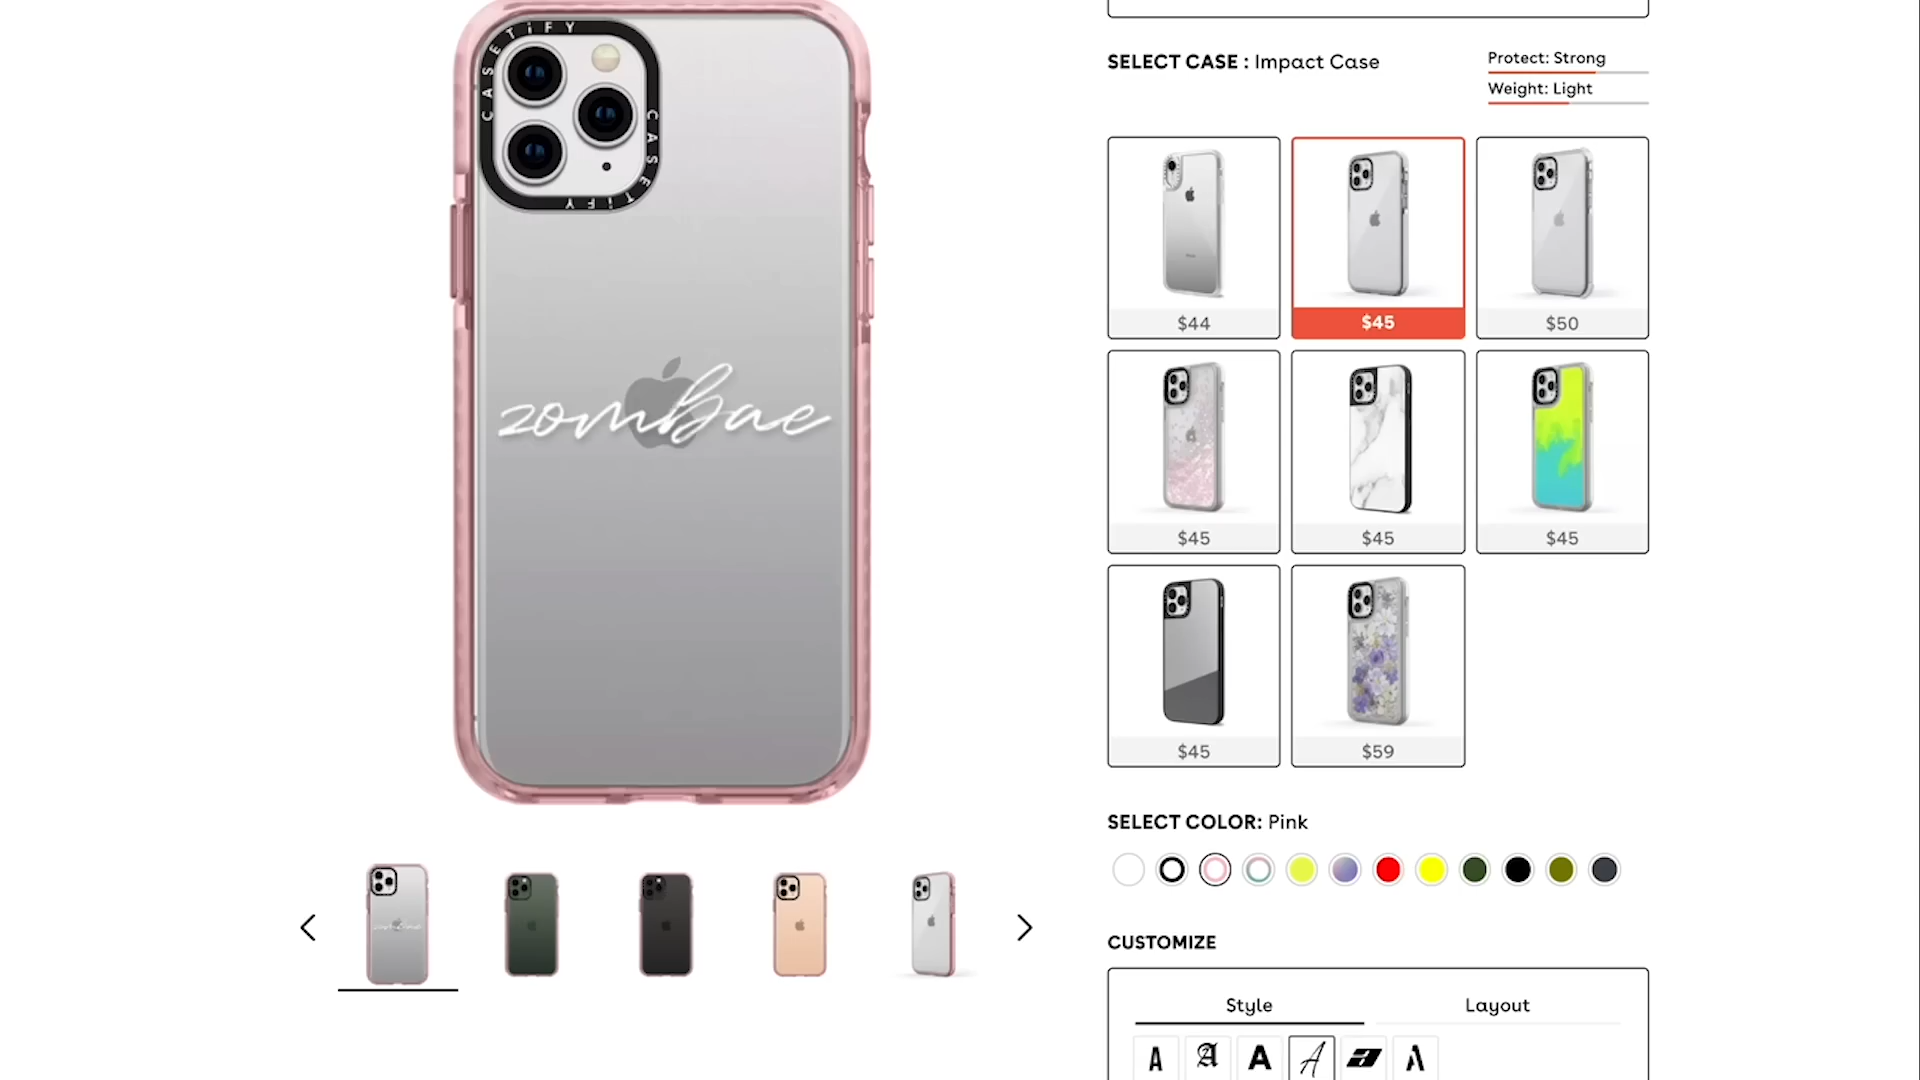 CASETiFY
CASETiFY
zombae
SELECT CASE : Impact Case
Protect: Strong
Weight: Light
$44
$45
$50
$45
$45
$45
$45
$59
SELECT COLOR: Pink
CUSTOMIZE
Style
Layout
A A A A A A